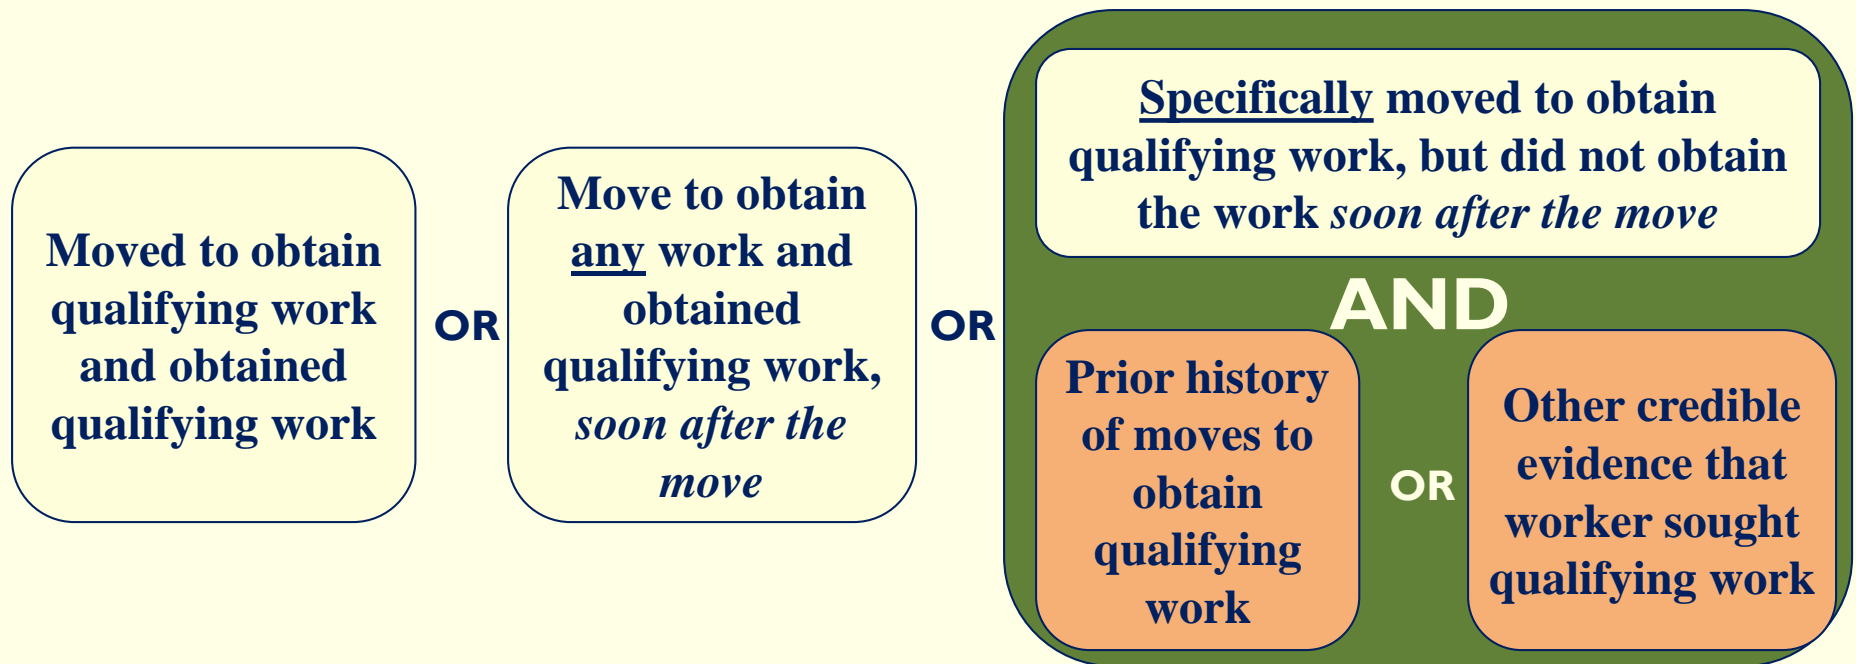 Moved to obtain
qualifying work
and obtained
qualifying work
OR
Move to obtain
any work and
obtained
qualifying work,
soon after the
move
OR
Specifically moved to obtain
qualifying work, but did not obtain
the work soon after the move
AND
Prior history
of moves to
obtain
qualifying
work
OR
Other credible
evidence that
worker sought
qualifying work